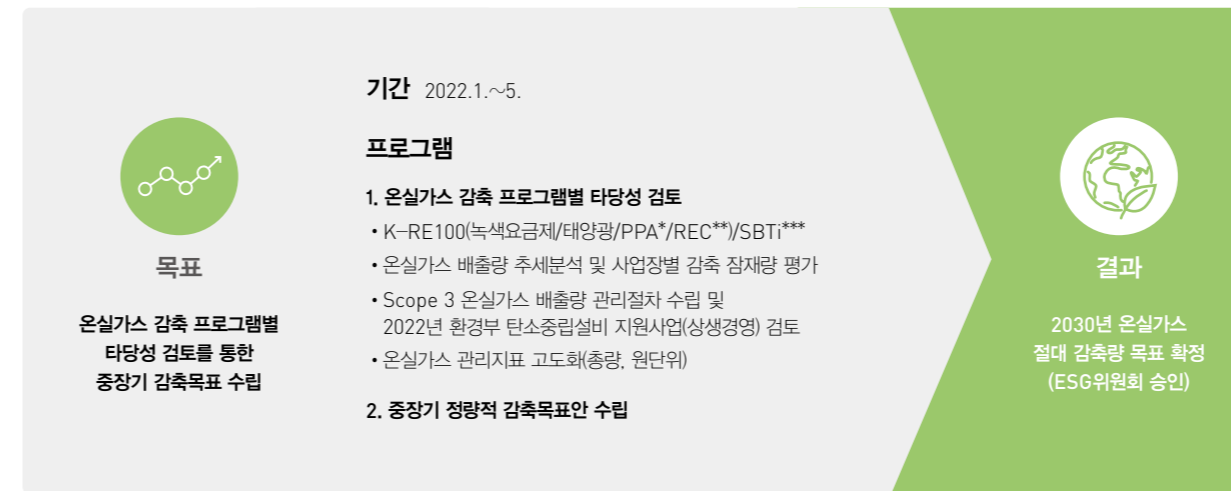 목표
온실가스 감축 프로그램별
타당성 검토를 통한
중장기 감축목표 수립
기간 2022.1.~5.
프로그램
1. 온실가스 감축 프로그램별 타당성 검토
• K-RE100(녹색요금제/태양광/PPA*/REC**)/SBTi***
• 온실가스 배출량 추세분석 및 사업장별 감축 잠재량 평가
• Scope 3 온실가스 배출량 관리절차 수립 및
2022년 환경부 탄소중립설비 지원사업(상생경영) 검토
• 온실가스 관리지표 고도화(총량, 원단위)
2. 중장기 정량적 감축목표안 수립
결과
2030년 온실가스
절대 감축량 목표 확정
(ESG위원회 승인)